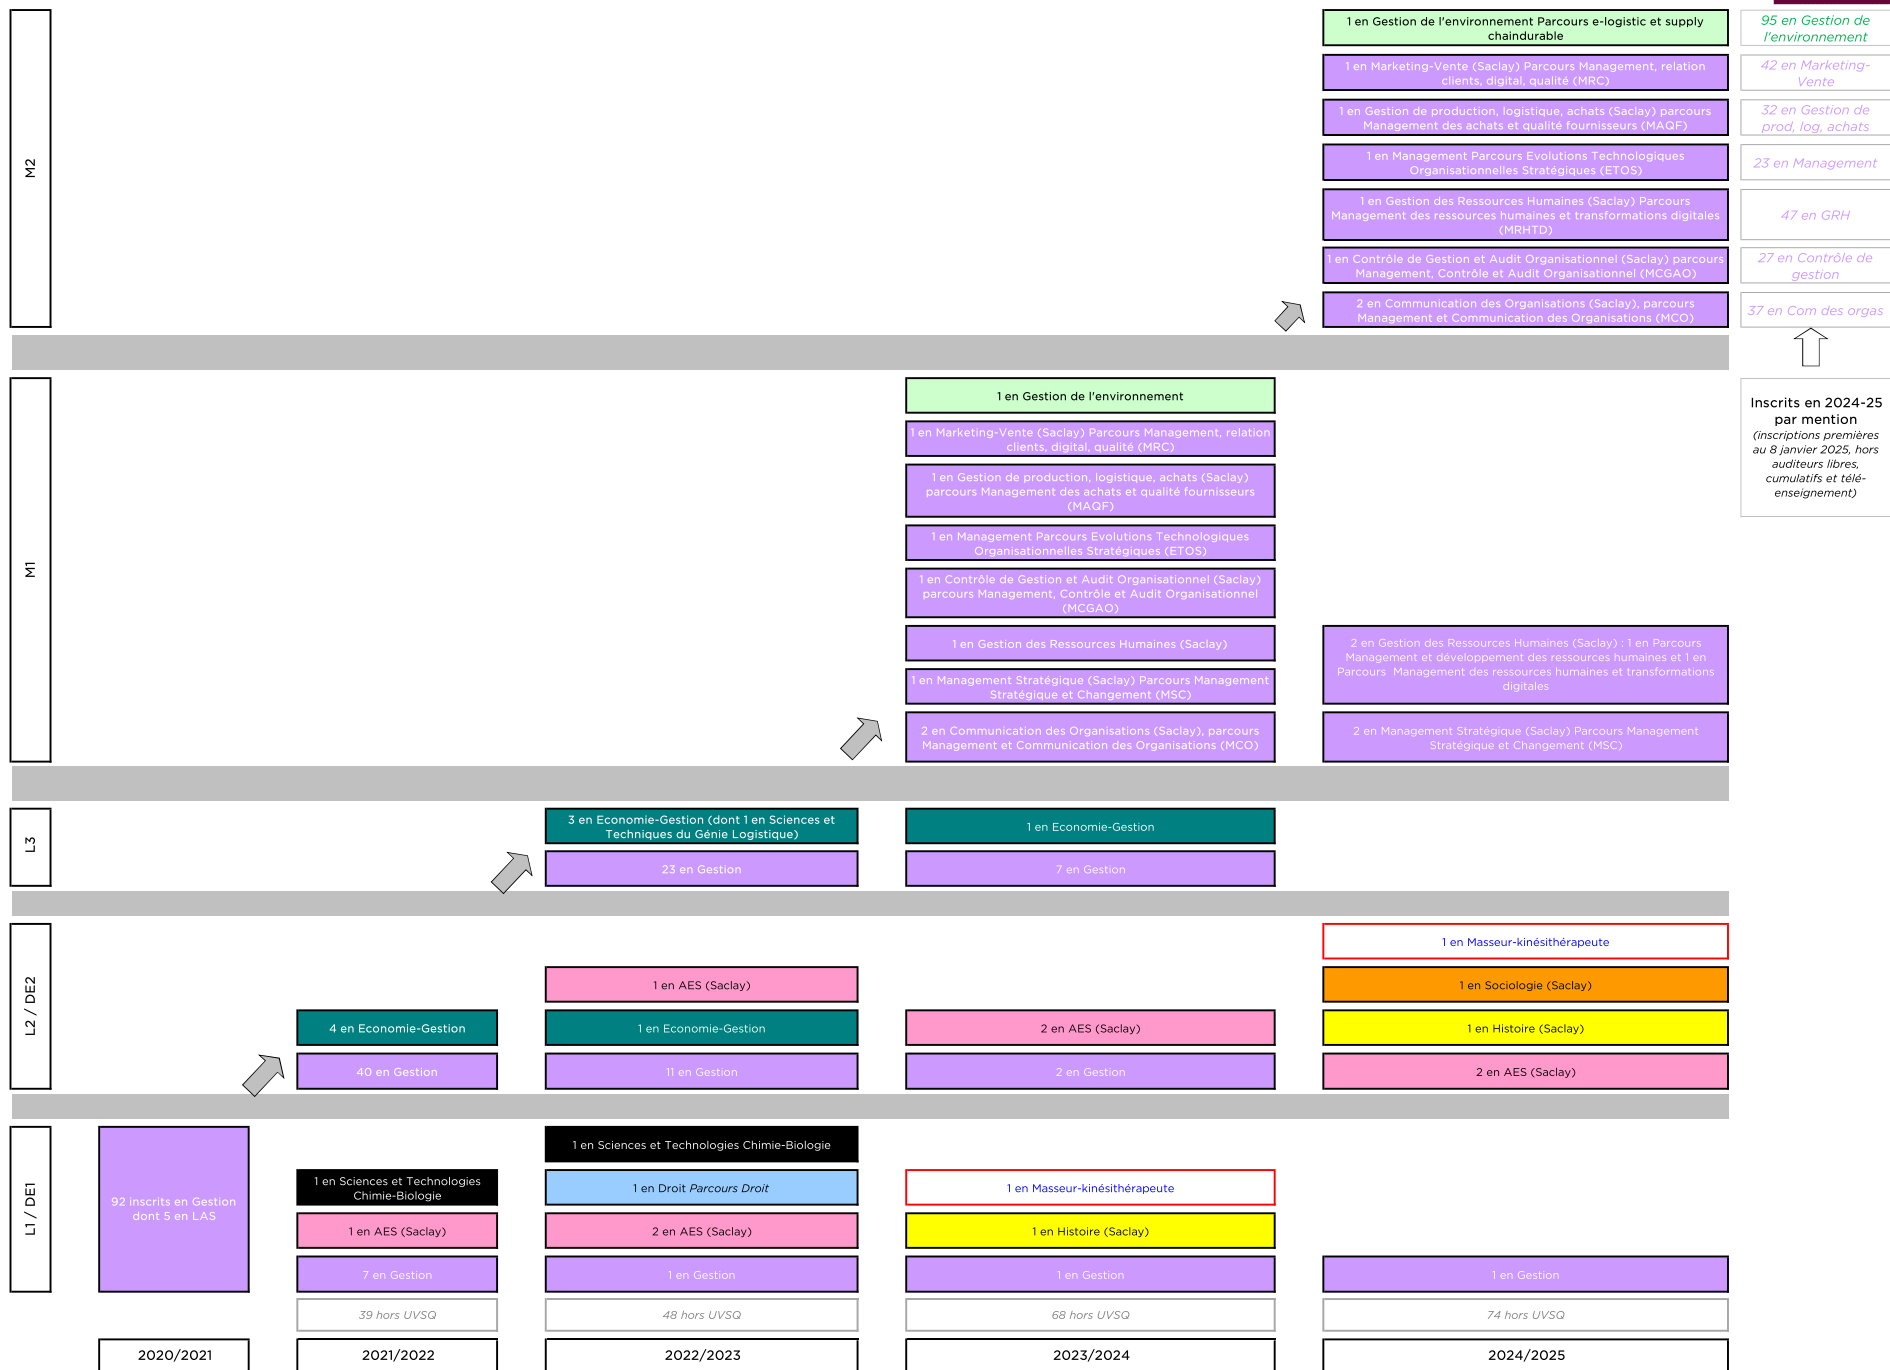 M2
1 en Gestion de l'environnement Parcours e-logistic et supply
chaindurable
95 en Gestion de
l'environnement
1 en Marketing-Vente (Saclay) Parcours Management, relation
clients, digital, qualité (MRC)
42 en Marketing-
Vente
1 en Gestion de production, logistique, achats (Saclay) parcours
Management des achats et qualité fournisseurs (MAQF)
32 en Gestion de
prod, log, achats
1 en Management Parcours Evolutions Technologiques
Organisationnelles Stratégiques (ETOS)
23 en Management
1 en Gestion des Ressources Humaines (Saclay) Parcours
Management des ressources humaines et transformations digitales
(MRHTD)
47 en GRH
1 en Contrôle de Gestion et Audit Organisationnel (Saclay) parcours
Management, Contrôle et Audit Organisationnel (MCGAO)
27 en Contrôle de
gestion
2 en Communication des Organisations (Saclay), parcours
Management et Communication des Organisations (MCO)
37 en Com des orgas
M1
1 en Gestion de l'environnement
1 en Marketing-Vente (Saclay) Parcours Management, relation
clients, digital, qualité (MRC)
1 en Gestion de production, logistique, achats (Saclay)
parcours Management des achats et qualité fournisseurs
(MAQF)
1 en Management Parcours Evolutions Technologiques
Organisationnelles Stratégiques (ETOS)
1 en Contrôle de Gestion et Audit Organisationnel (Saclay)
parcours Management, Contrôle et Audit Organisationnel
(MCGAO)
1 en Gestion des Ressources Humaines (Saclay)
1 en Management Stratégique (Saclay) Parcours Management
Stratégique et Changement (MSC)
2 en Communication des Organisations (Saclay), parcours
Management et Communication des Organisations (MCO)
2 en Gestion des Ressources Humaines (Saclay) : 1 en Parcours
Management et développement des ressources humaines et 1 en
Parcours Management des ressources humaines et transformations
digitales
2 en Management Stratégique (Saclay) Parcours Management
Stratégique et Changement (MSC)
Inscrits en 2024-25
par mention
(inscriptions premières
au 8 janvier 2025, hors
auditeurs libres,
cumulatifs et télé-
enseignement)
L3
3 en Economie-Gestion (dont 1 en Sciences et
Techniques du Génie Logistique)
1 en Economie-Gestion
23 en Gestion
7 en Gestion
L2 / DE2
1 en Masseur-kinésithérapeute
1 en AES (Saclay)
1 en Sociologie (Saclay)
4 en Economie-Gestion
1 en Economie-Gestion
2 en AES (Saclay)
1 en Histoire (Saclay)
40 en Gestion
11 en Gestion
2 en Gestion
2 en AES (Saclay)
L1 / DE1
92 inscrits en Gestion
dont 5 en LAS
1 en Sciences et Technologies Chimie-Biologie
1 en Sciences et Technologies
Chimie-Biologie
1 en Droit Parcours Droit
1 en Masseur-kinésithérapeute
1 en AES (Saclay)
2 en AES (Saclay)
1 en Histoire (Saclay)
7 en Gestion
1 en Gestion
1 en Gestion
1 en Gestion
39 hors UVSQ
48 hors UVSQ
68 hors UVSQ
74 hors UVSQ
2020/2021
2021/2022
2022/2023
2023/2024
2024/2025